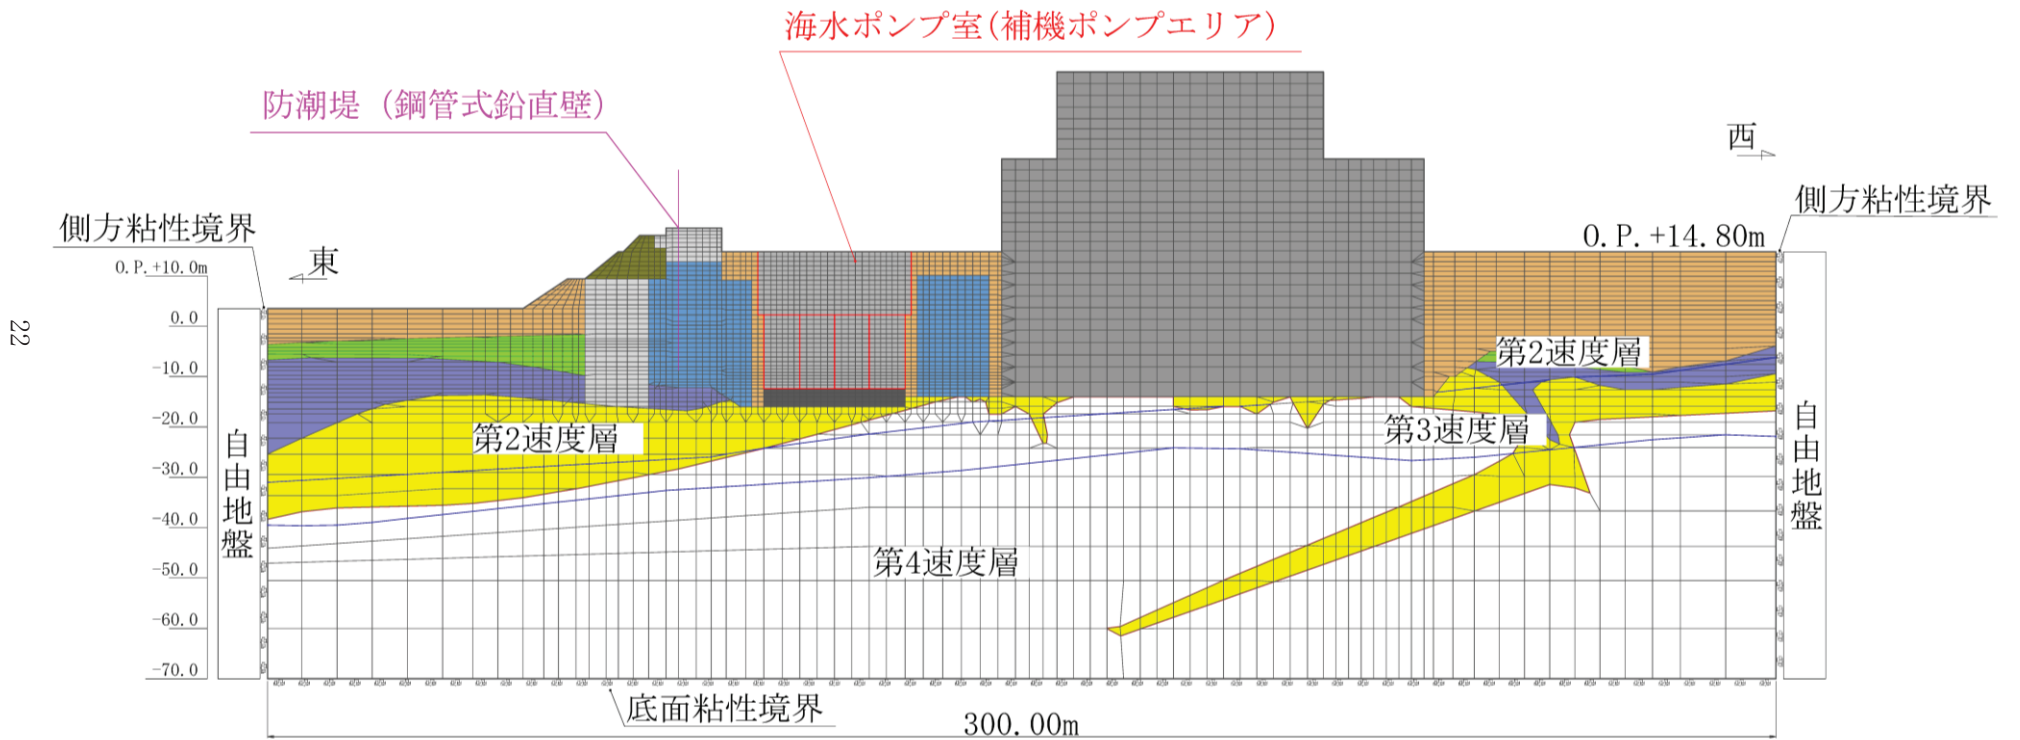 海水ポンプ室(補機ポンプエリア)
防潮堤 (鋼管式鉛直壁)
西
側方粘性境界
側方粘性境界
O.P.+14.80m
東
O.P.+10.0m
0.0
-10.0
-20.0
-30.0
-40.0
-50.0
-60.0
-70.0
22
第2速度層
第2速度層
第3速度層
第4速度層
自由地盤
自由地盤
底面粘性境界
300.00m